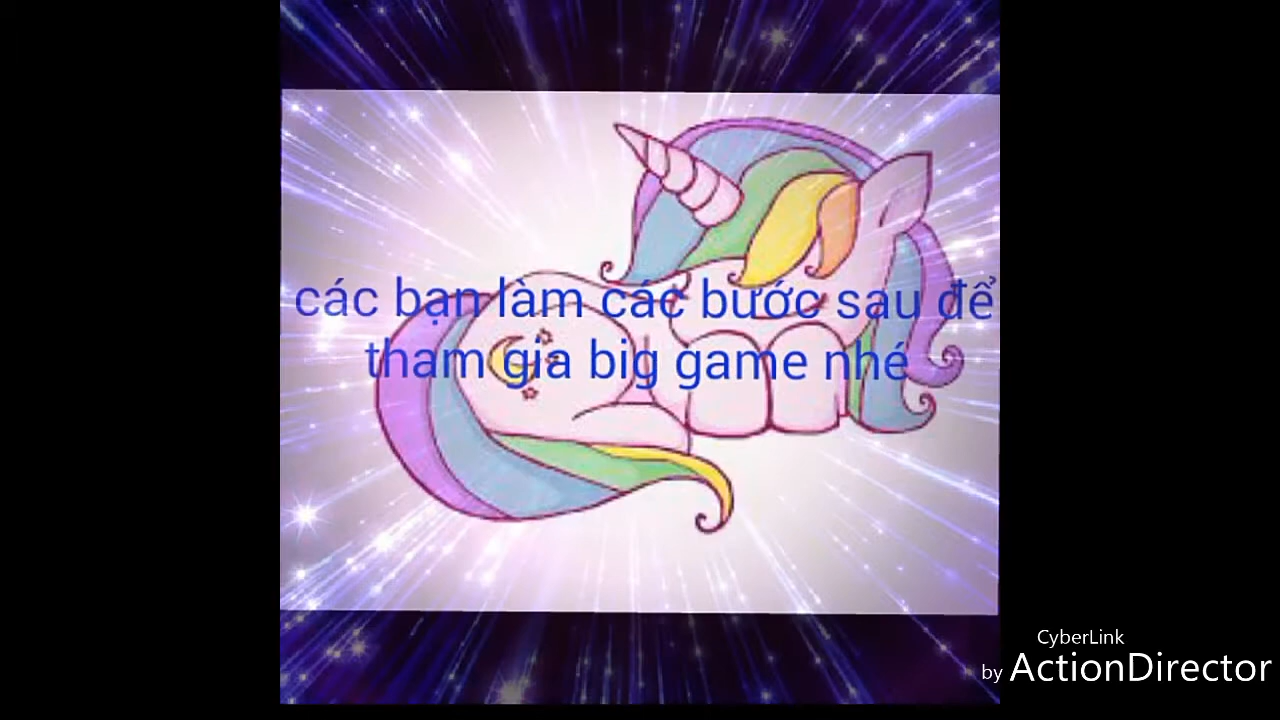 các bạn làm các bước sau để
tham gia big game nhé
CyberLink
by ActionDirector